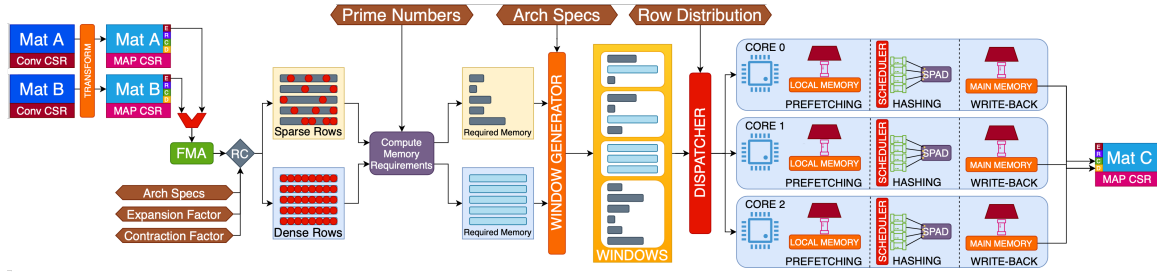 Prime Numbers
Arch Specs
Row Distribution
Mat A
Conv CSR
Mat B
Conv CSR
TRANSFORM
Mat A
MAP CSR
E
R
C
D
Mat B
MAP CSR
E
R
C
D
FMA
RC
Arch Specs
Expansion Factor
Contraction Factor
Sparse Rows
Dense Rows
Compute
Memory
Requirements
Required Memory
Required Memory
WINDOW GENERATOR
WINDOWS
DISPATCHER
CORE 0
LOCAL MEMORY
PREFETCHING
SCHEDULER
SPAD
HASHING
MAIN MEMORY
WRITE-BACK
CORE 1
LOCAL MEMORY
PREFETCHING
SCHEDULER
SPAD
HASHING
MAIN MEMORY
WRITE-BACK
CORE 2
LOCAL MEMORY
PREFETCHING
SCHEDULER
SPAD
HASHING
MAIN MEMORY
WRITE-BACK
E
R
C
Mat C
MAP CSR